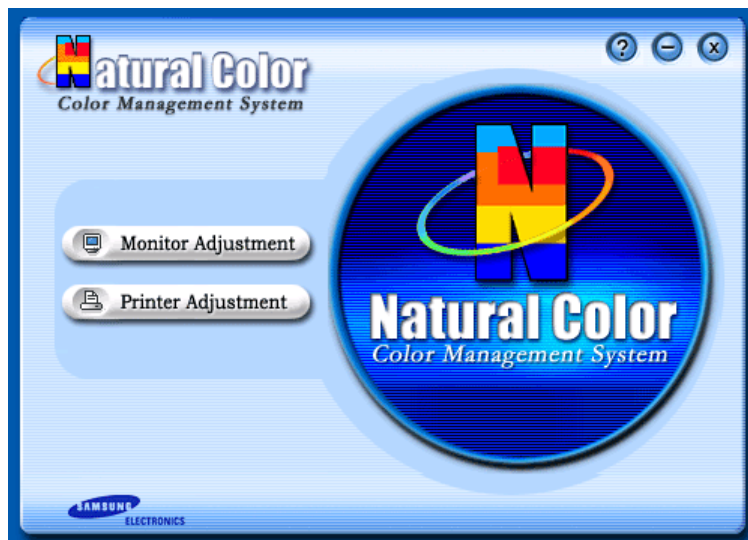 Natural Color
Color Management System
?
X
Monitor Adjustment
Printer Adjustment
N
Natural Color
Color Management System
SAMSUNG
ELECTRONICS